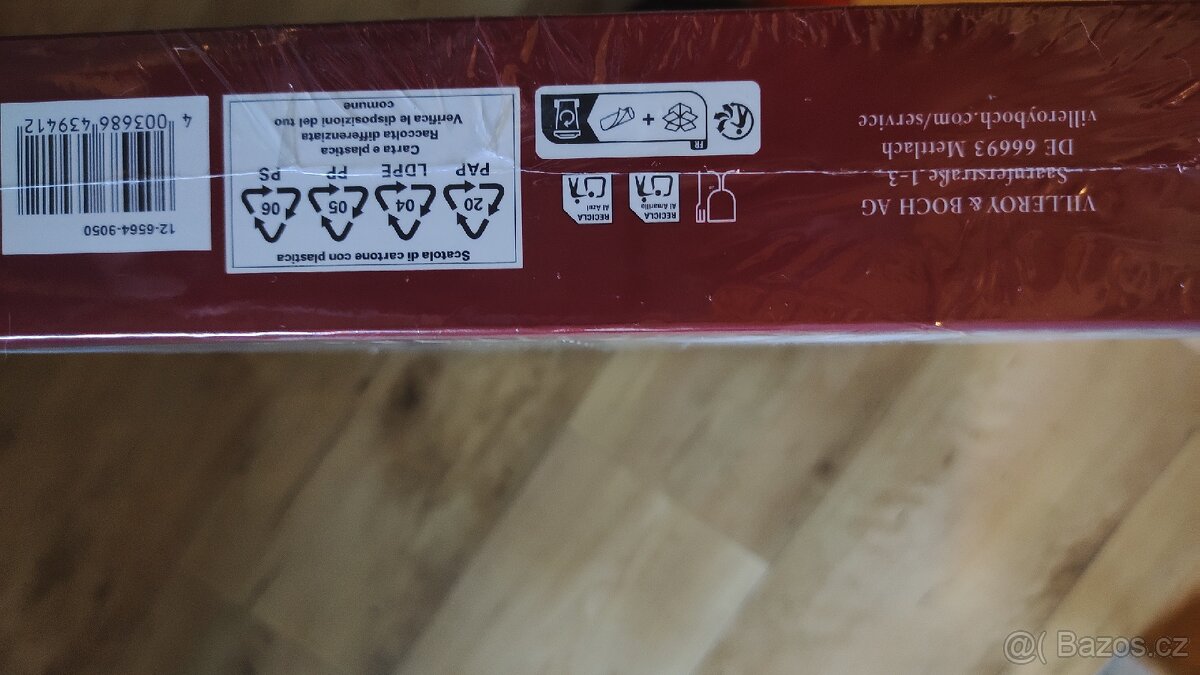 VILLEROY & BOCH AG
Saaruferstraße 1-3,
DE 66693 Mettlach
villeroyboch.com/service
RECICLA
Al Amarillo
RECICLA
Al Azul
FR
Scatola di cartone con plastica
20
04
05
06
PAP
LDPE
PP
PS
Carta e plastica
Raccolta differenziata
Verifica le disposizioni del tuo
comune
12-6564-9050
4 003686 439412
@( Bazos.cz